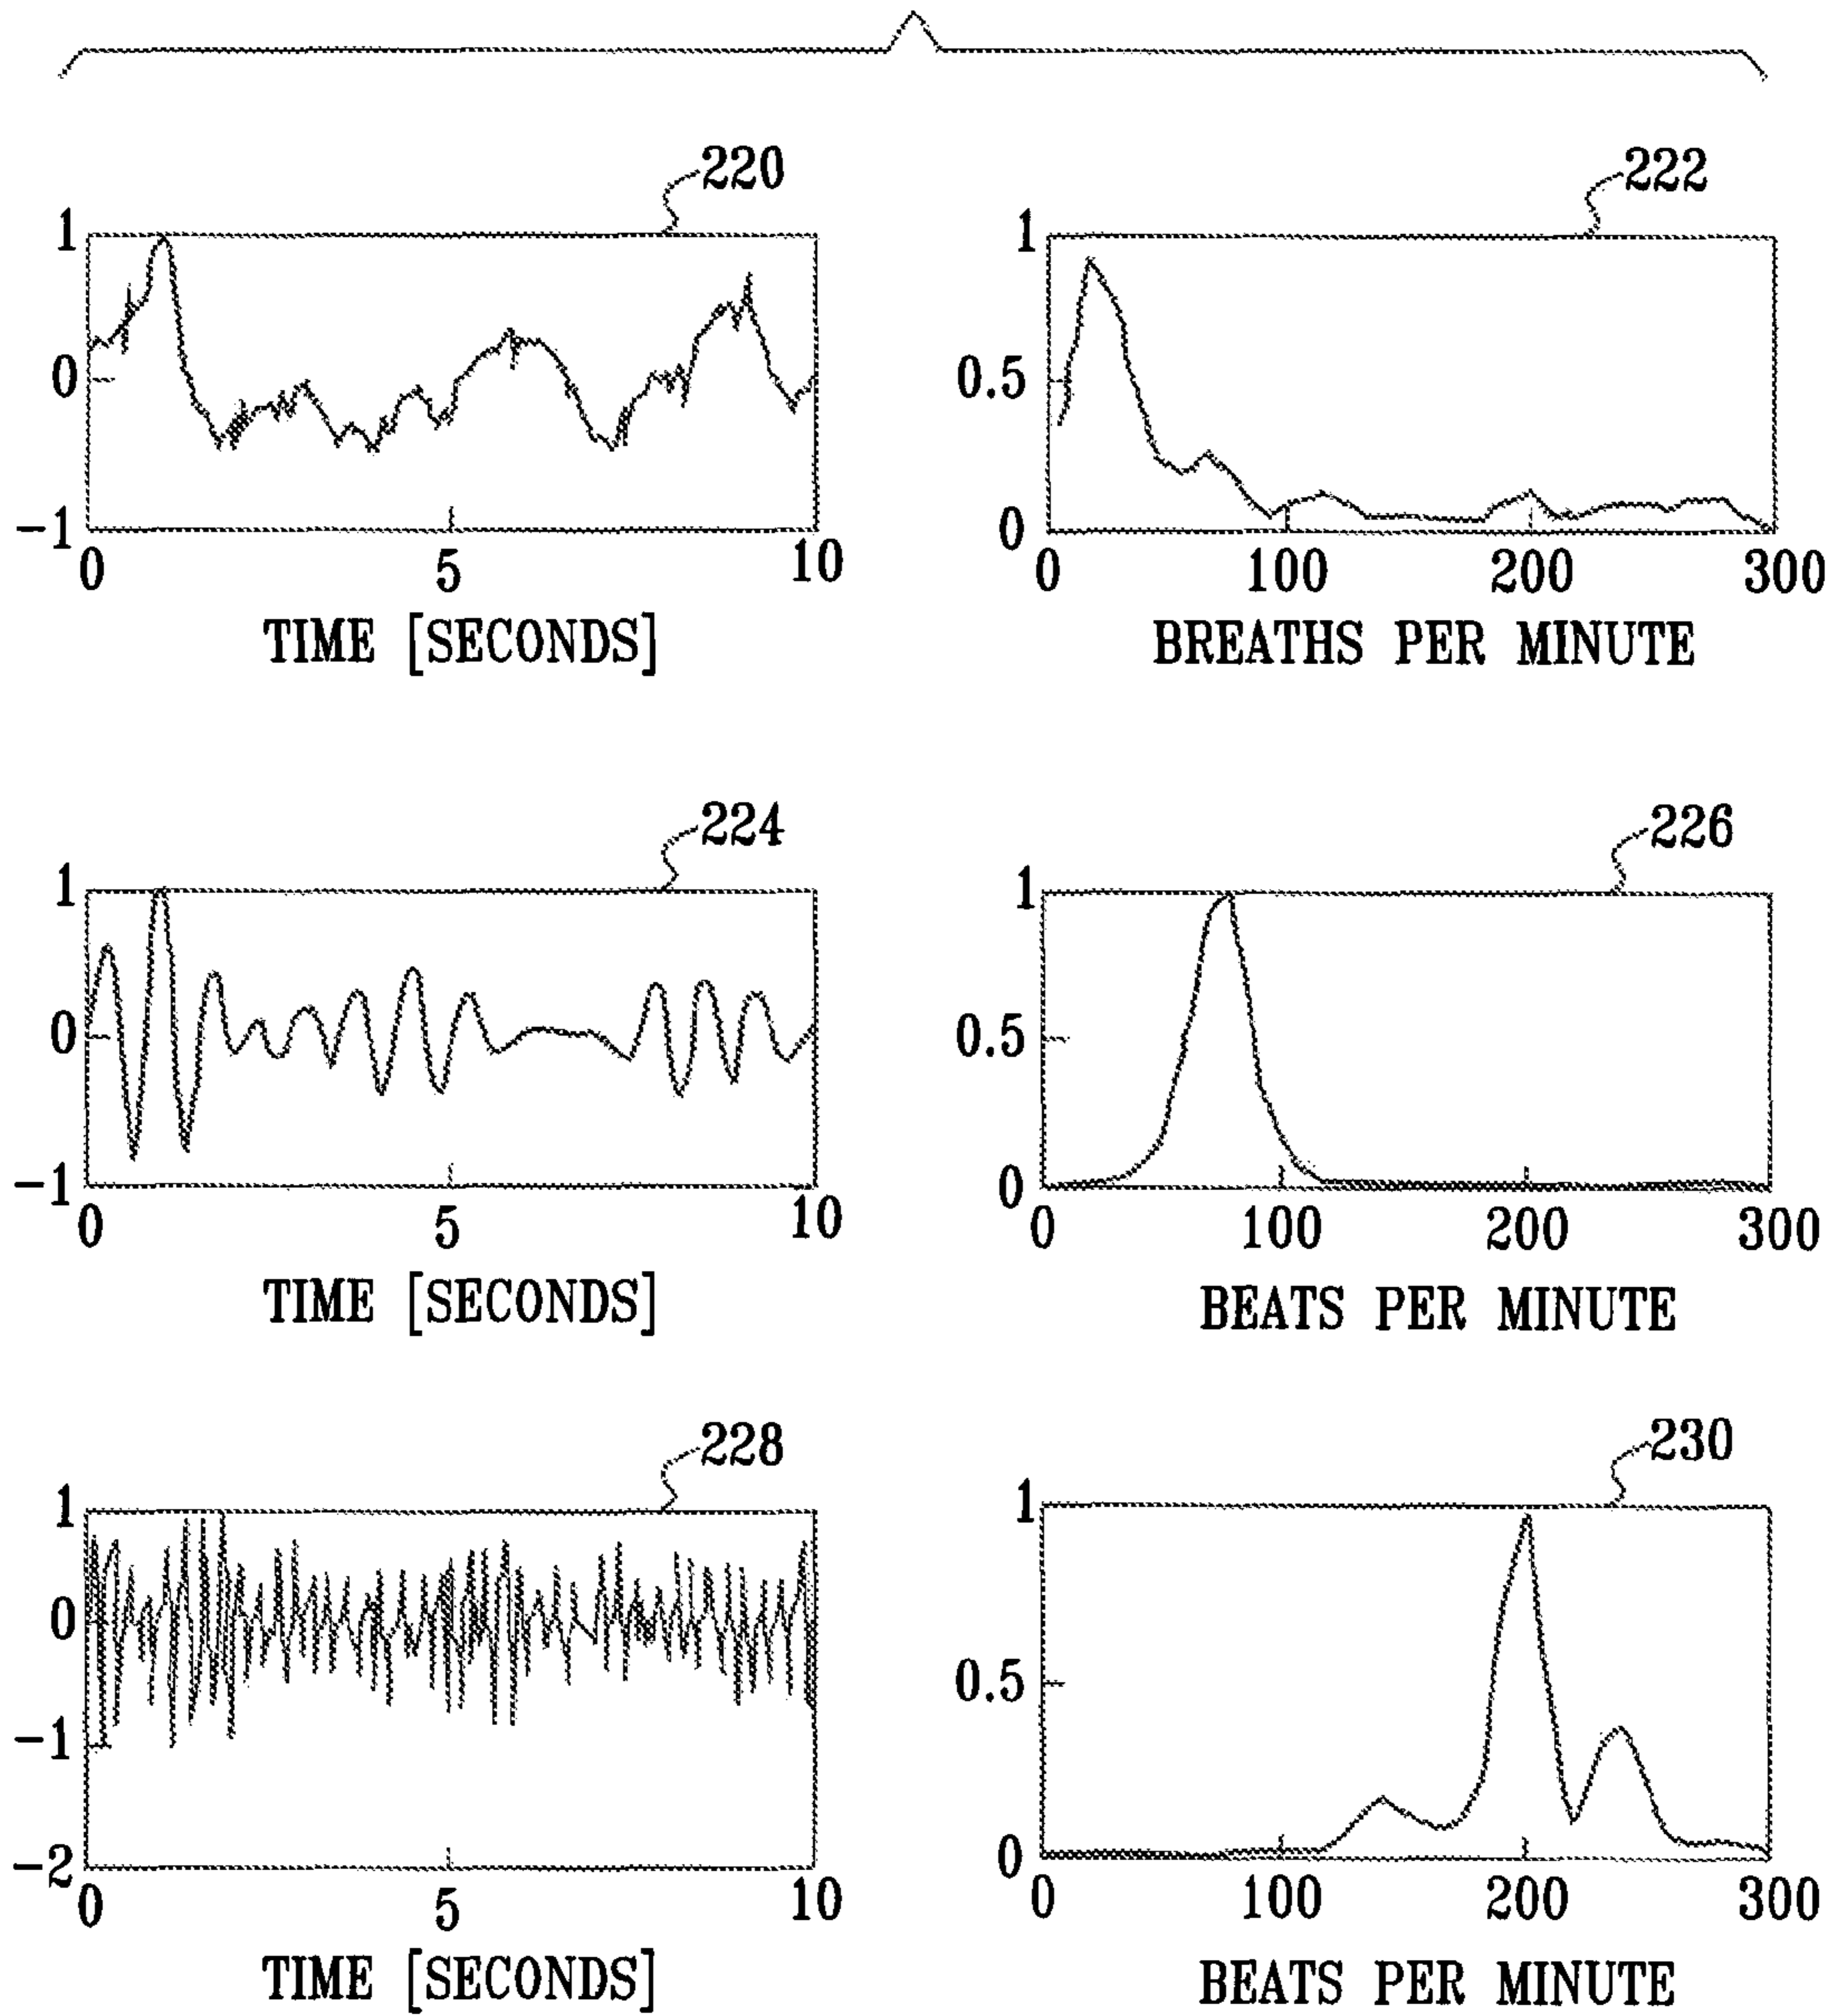 220
222
1
0
-1
0 5 10
TIME [SECONDS]
1
0.5
0
0 100 200 300
BREATHS PER MINUTE
224
226
1
0
-1
0 5 10
TIME [SECONDS]
1
0.5
0
0 100 200 300
BEATS PER MINUTE
228
230
1
0
-1
-2
0 5 10
TIME [SECONDS]
1
0.5
0
0 100 200 300
BEATS PER MINUTE